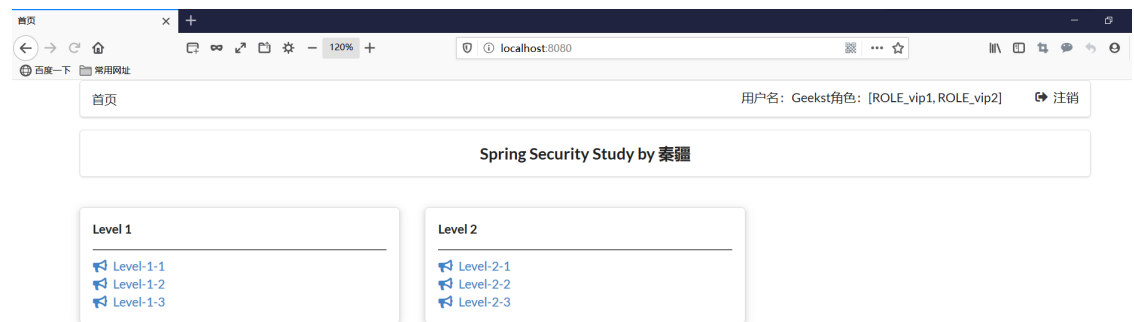 首页
120%
localhost:8080
百度一下 常用网址
首页 用户名：Geekst角色：[ROLE_vip1, ROLE_vip2] 注销
Spring Security Study by 秦疆
Level 1
Level-1-1
Level-1-2
Level-1-3
Level 2
Level-2-1
Level-2-2
Level-2-3